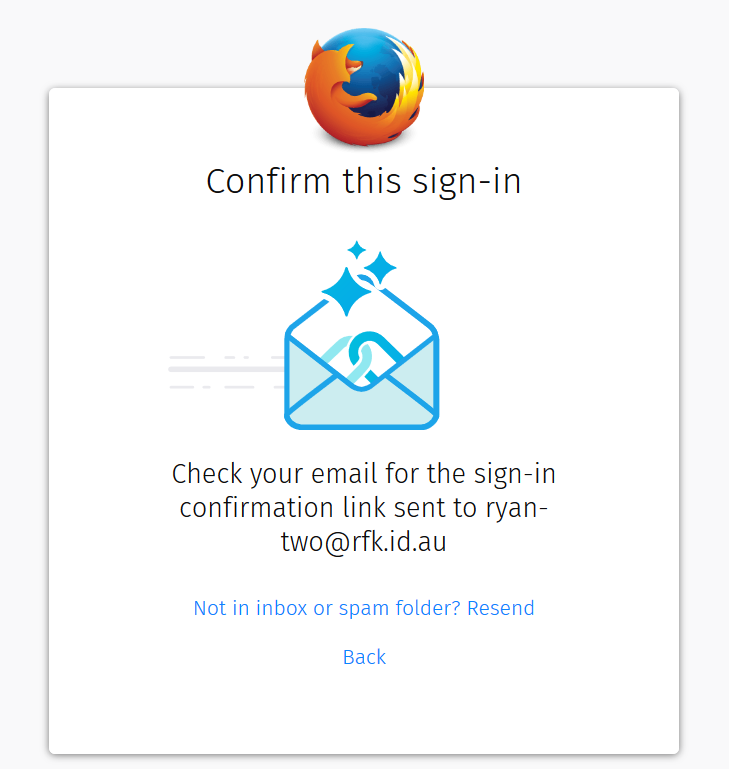 Confirm this sign-in
Check your email for the sign-in
confirmation link sent to ryan-
two@rfk.id.au
Not in inbox or spam folder? Resend
Back